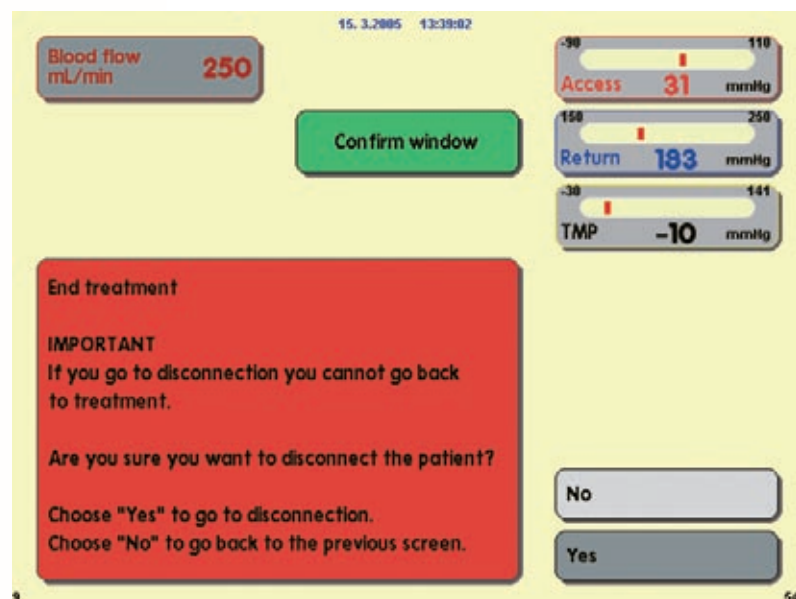 15. 3.2005 13:39:02
Blood flow
mL/min 250
Confirm window
-90 110
Access 31 mmHg
150 250
Return 183 mmHg
-30 141
TMP -10 mmHg
End treatment
IMPORTANT
If you go to disconnection you cannot go back
to treatment.
Are you sure you want to disconnect the patient?
Choose "Yes" to go to disconnection.
Choose "No" to go back to the previous screen.
No
Yes
9